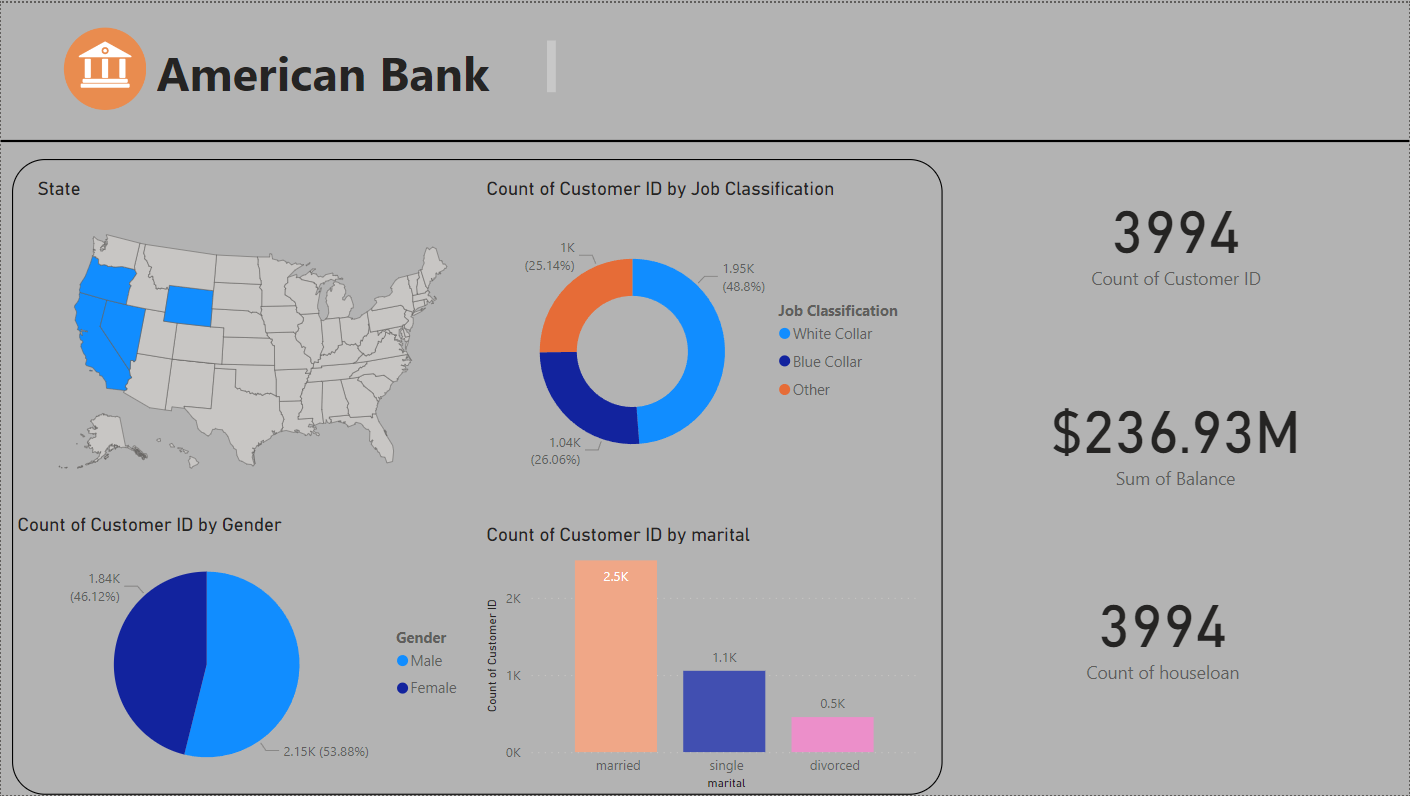 American Bank
State
Count of Customer ID by Job Classification
1K
(25.14%)
1.95K
(48.8%)
1.04K
(26.06%)
Job Classification
White Collar
Blue Collar
Other
3994
Count of Customer ID
$236.93M
Sum of Balance
3994
Count of houseloan
Count of Customer ID by Gender
1.84K
(46.12%)
2.15K (53.88%)
Gender
Male
Female
Count of Customer ID by marital
Count of Customer ID
2K
1K
0K
2.5K
1.1K
0.5K
married
single
divorced
marital